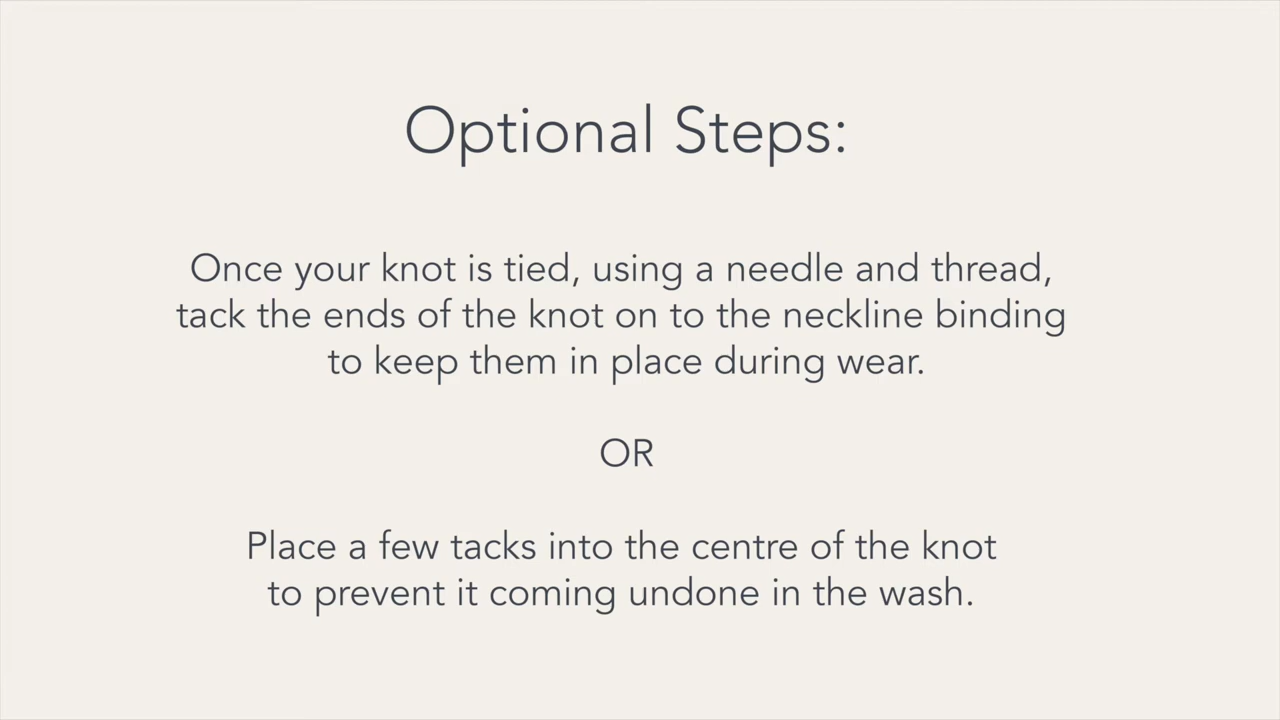 Optional Steps:
Once your knot is tied, using a needle and thread,
tack the ends of the knot on to the neckline binding
to keep them in place during wear.
OR
Place a few tacks into the centre of the knot
to prevent it coming undone in the wash.